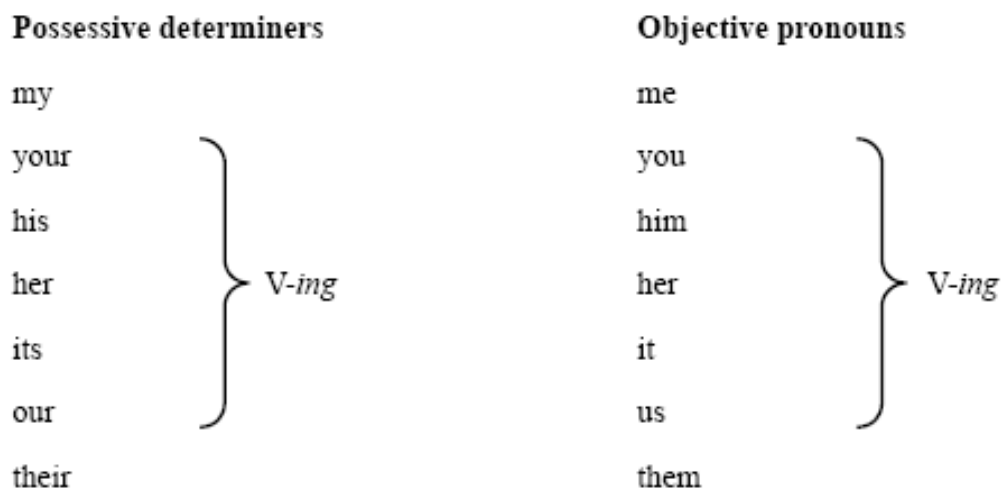 Possessive determiners Objective pronouns
my me
your you
his him
her V-ing her V-ing
its it
our us
their them